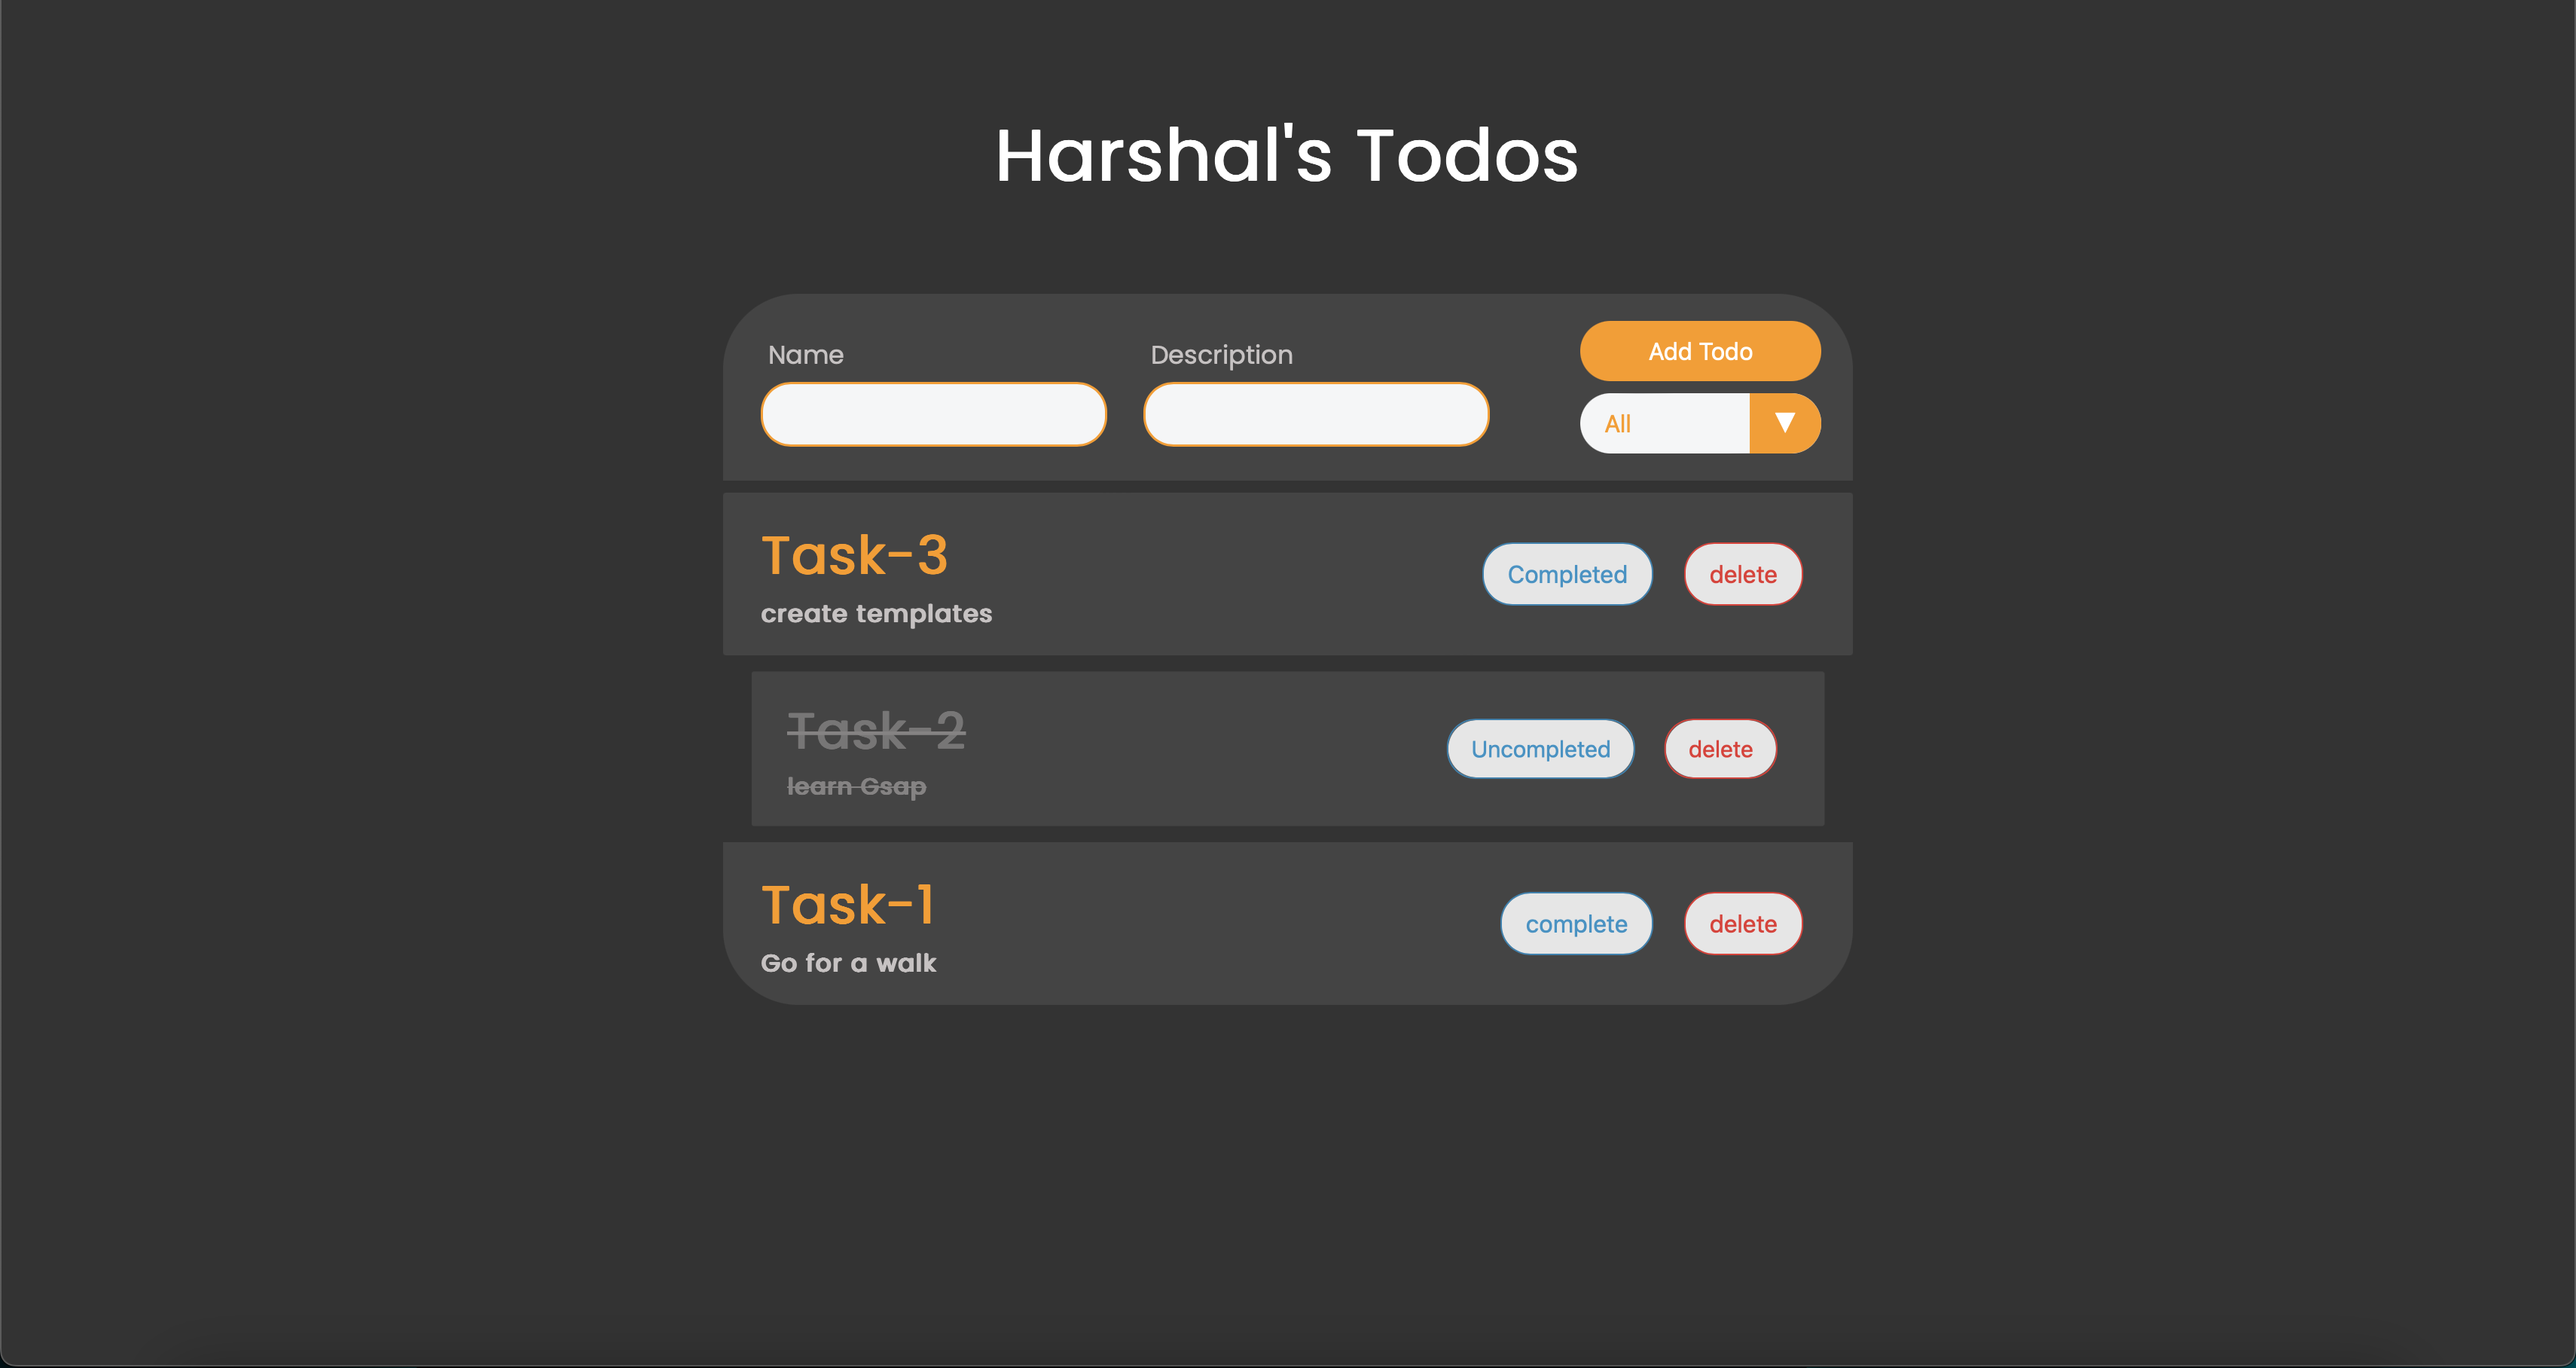 Harshal's Todos
Name
Description
Add Todo
All
Task-3
create templates
Completed
delete
Task-2
learn Gsap
Uncompleted
delete
Task-1
Go for a walk
complete
delete